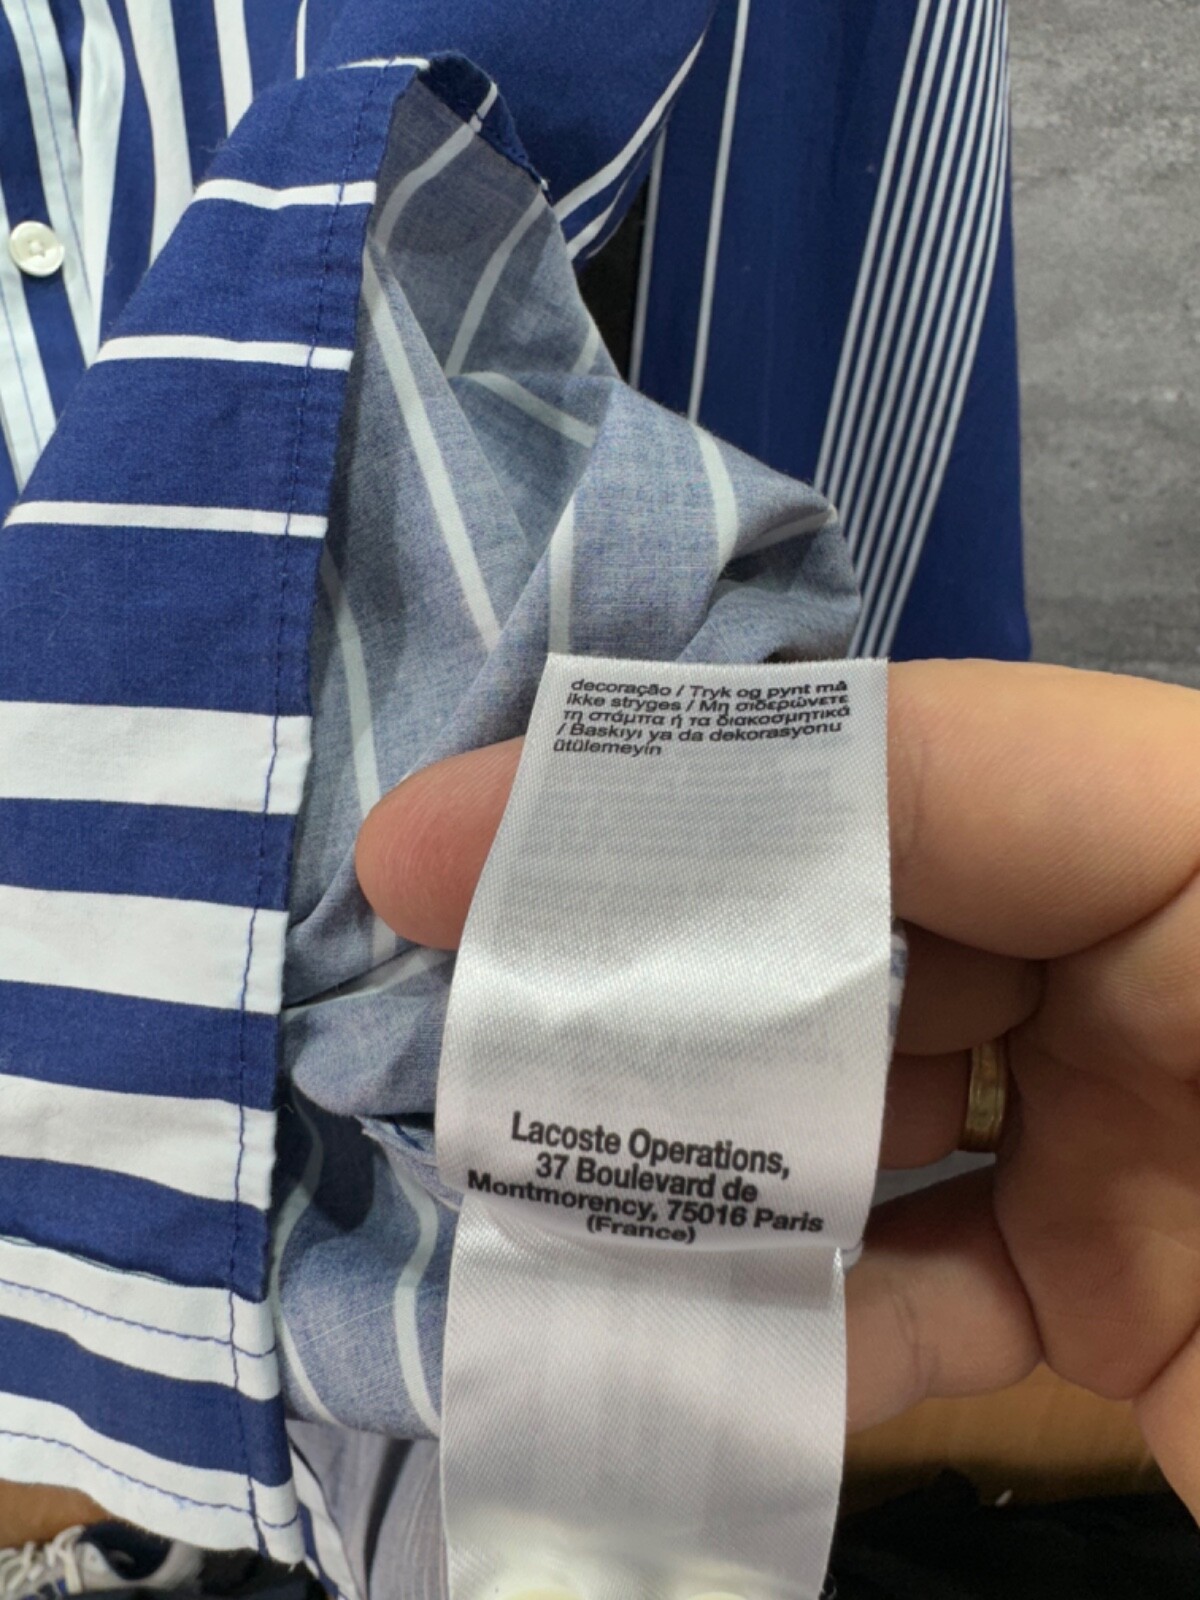 decoração / Tryk og pynt må
ikke stryges / Μη σιδερώνετε
τη στάμπα ή τα διακοσμητικά
/ Baskıyı ya da dekorasyonu
ütülemeyin
Lacoste Operations,
37 Boulevard de
Montmorency, 75016 Paris
(France)